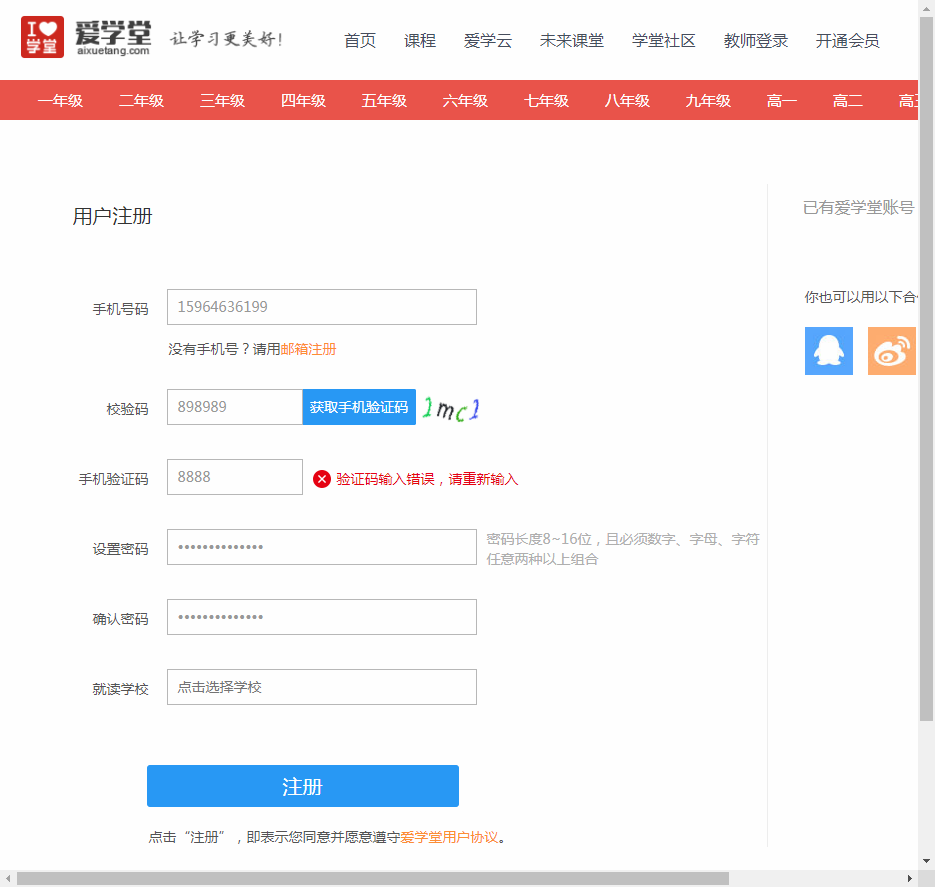 I 学堂 爱学堂 aixuetang.com 让学习更美好! 首页 课程 爱学云 未来课堂 学堂社区 教师登录 开通会员
一年级 二年级 三年级 四年级 五年级 六年级 七年级 八年级 九年级 高一 高二 高三
用户注册
已有爱学堂账号
你也可以用以下合
手机号码 15964636199
没有手机号？请用邮箱注册
校验码 898989 获取手机验证码 1mc1
手机验证码 8888 验证码输入错误，请重新输入
设置密码 •••••••••••••• 密码长度8~16位，且必须数字、字母、字符
任意两种以上组合
确认密码 ••••••••••••••
就读学校 点击选择学校
注册
点击“注册”，即表示您同意并愿意遵守爱学堂用户协议。